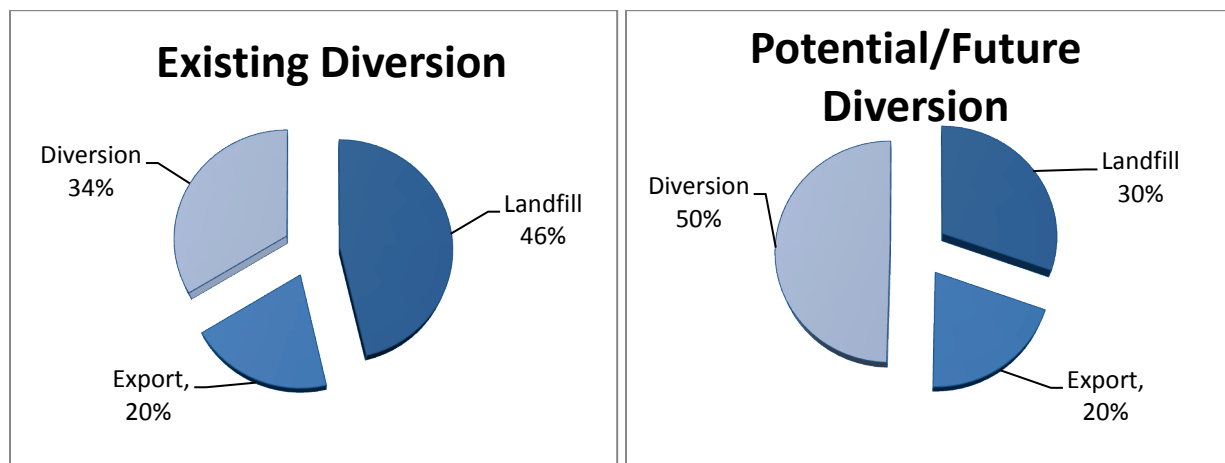 Existing Diversion
Diversion
34%
Landfill
46%
Export,
20%
Potential/Future
Diversion
Landfill
30%
Diversion
50%
Export,
20%